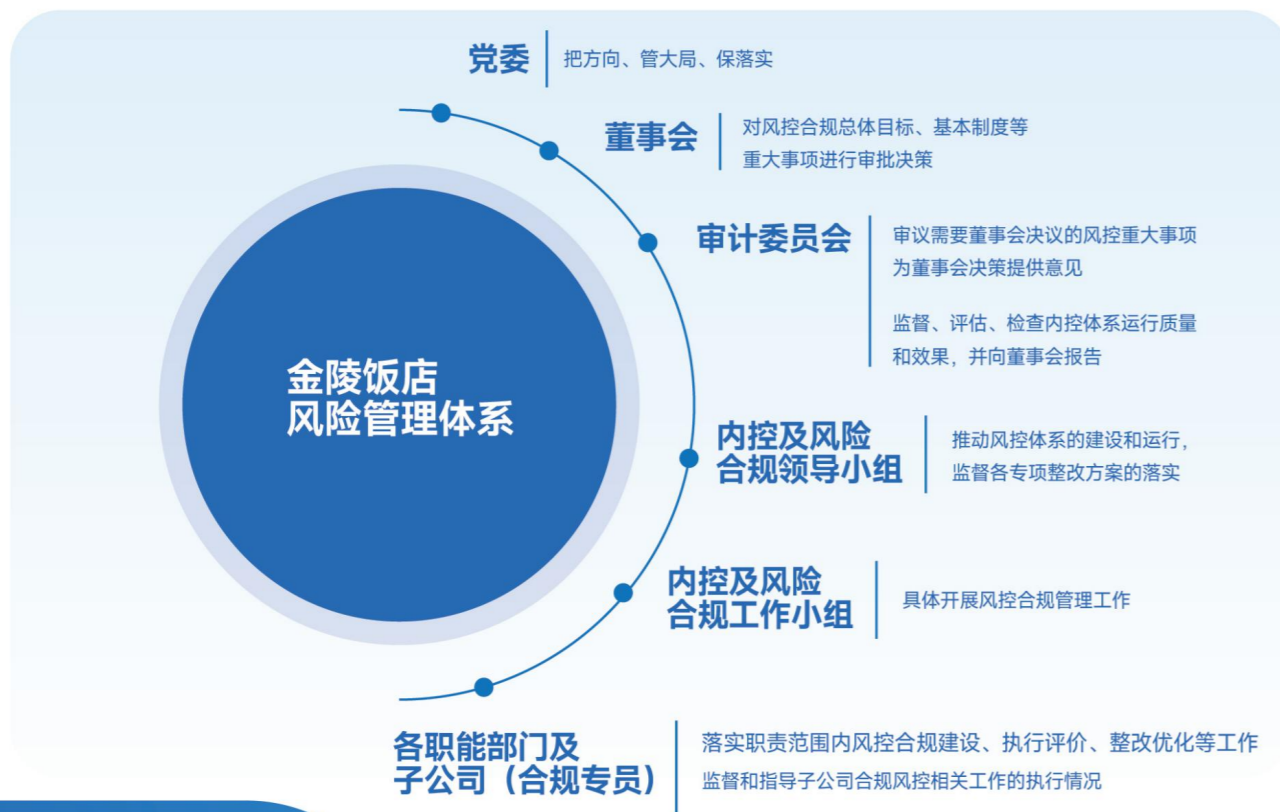 党委
把方向、管大局、保落实
董事会
对风控合规总体目标、基本制度等
重大事项进行审批决策
审计委员会
审议需要董事会决议的风控重大事项
为董事会决策提供意见
监督、评估、检查内控体系运行质量
和效果，并向董事会报告
金陵饭店
风险管理体系
内控及风险
合规领导小组
推动风控体系的建设和运行，
监督各专项整改方案的落实
内控及风险
合规工作小组
具体开展风控合规管理工作
各职能部门及
子公司（合规专员）
落实职责范围内风控合规建设、执行评价、整改优化等工作
监督和指导子公司合规风控相关工作的执行情况